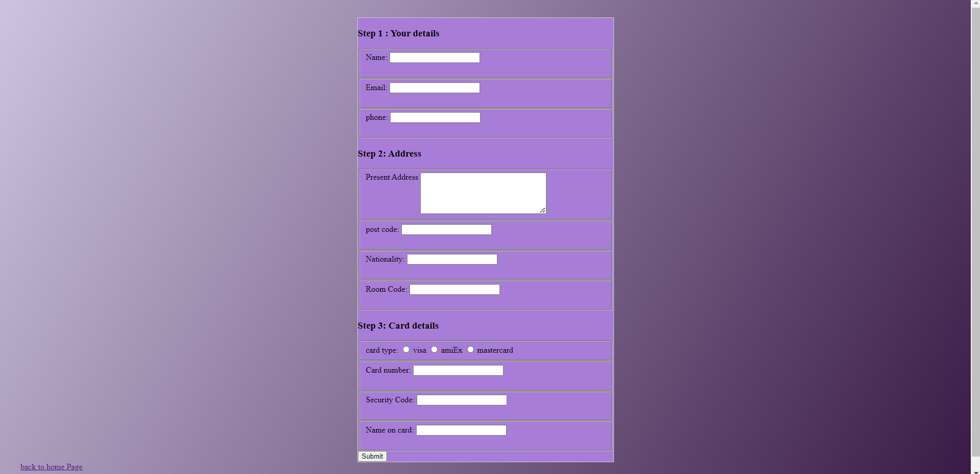 Step 1 : Your details
Name:
Email:
phone:
Step 2: Address
Present Address
post code:
Nationality:
Room Code:
Step 3: Card details
card type: visa amiEx mastercard
Card number:
Security Code:
Name on card:
Submit
back to home Page